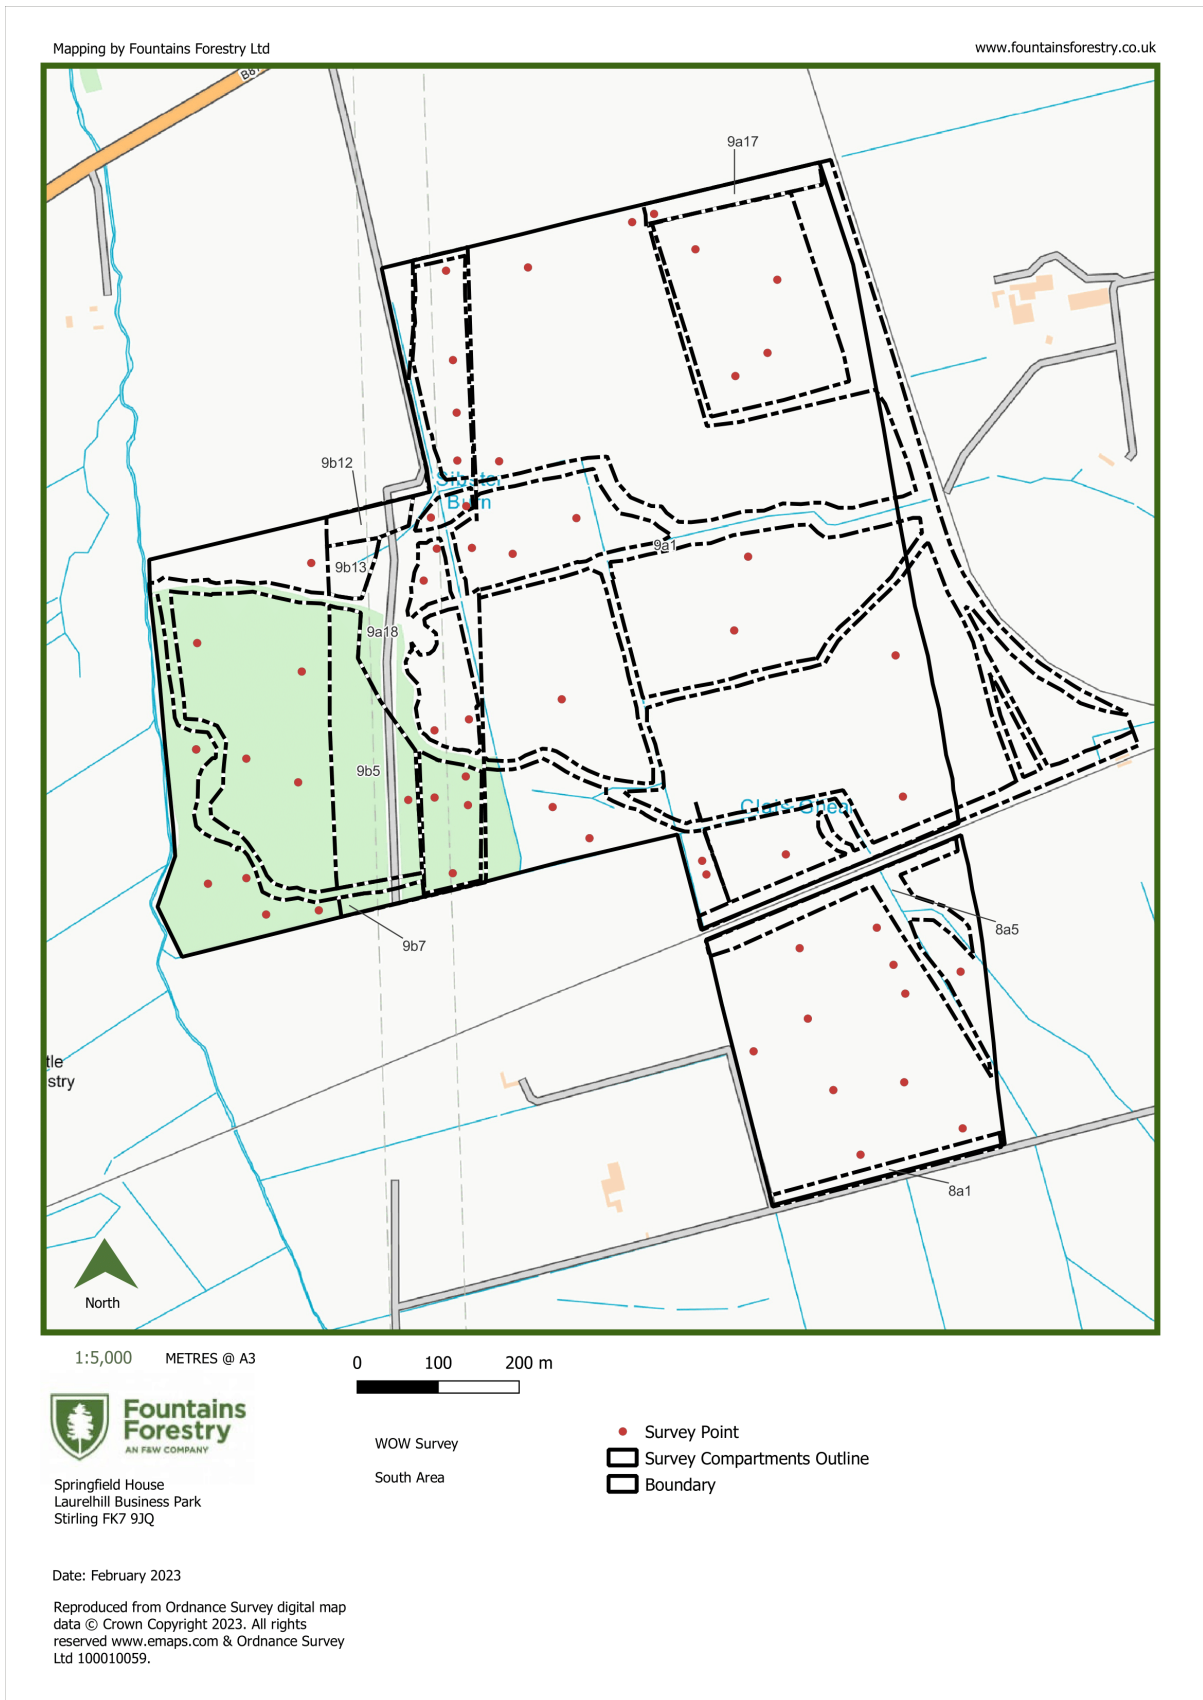 Mapping by Fountains Forestry Ltd
www.fountainsforestry.co.uk
9a17
9b12
Sibster
Burn
9a1
9b13
9a18
9b5
9b7
8a5
8a1
stry
North
1:5,000
METRES @ A3
0 100 200 m
Fountains
Forestry
AN F&W COMPANY
WOW Survey
South Area
Survey Point
Survey Compartments Outline
Boundary
Springfield House
Laurelhill Business Park
Stirling FK7 9JQ
Date: February 2023
Reproduced from Ordnance Survey digital map
data © Crown Copyright 2023. All rights
reserved www.emaps.com & Ordnance Survey
Ltd 100010059.